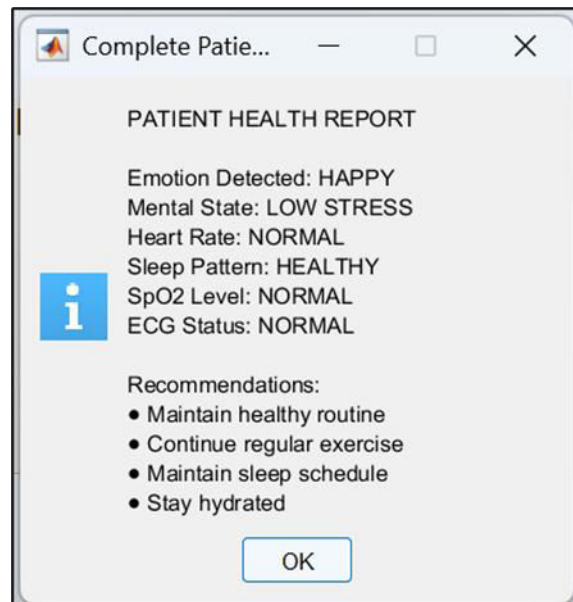 Complete Patie...
PATIENT HEALTH REPORT
Emotion Detected: HAPPY
Mental State: LOW STRESS
Heart Rate: NORMAL
Sleep Pattern: HEALTHY
SpO2 Level: NORMAL
ECG Status: NORMAL
Recommendations:
● Maintain healthy routine
● Continue regular exercise
● Maintain sleep schedule
● Stay hydrated
OK